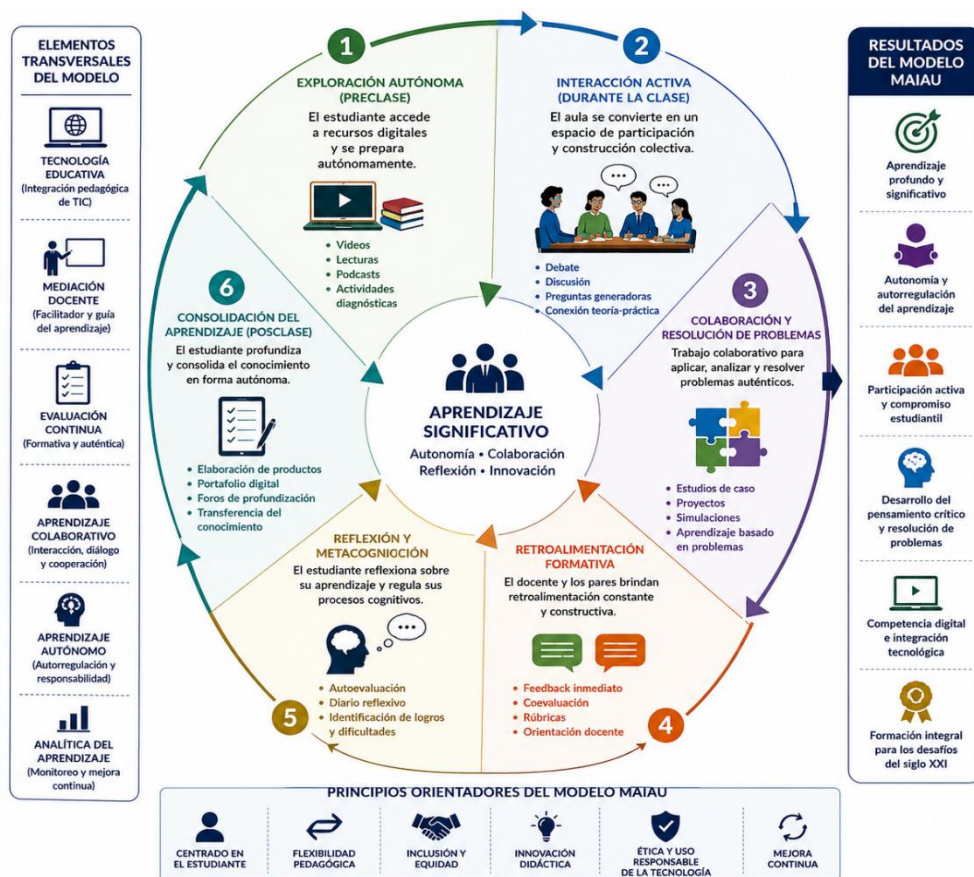 ELEMENTOS
TRANSVERSALES
DEL MODELO
TECNOLOGÍA
EDUCATIVA
(Integración pedagógica
de TIC)
MEDIACIÓN
DOCENTE
(Facilitador y guía
del aprendizaje)
EVALUACIÓN
CONTINUA
(Formativa y auténtica)
APRENDIZAJE
COLABORATIVO
(Interacción, diálogo
y cooperación)
APRENDIZAJE
AUTÓNOMO
(Autorregulación y
responsabilidad)
ANALÍTICA DEL
APRENDIZAJE
(Monitoreo y mejora
continua)
1
EXPLORACIÓN AUTÓNOMA
(PRECLASE)
El estudiante accede
a recursos digitales
y se prepara
autónomamente.
• Videos
• Lecturas
• Podcasts
• Actividades
diagnósticas
2
INTERACCIÓN ACTIVA
(DURANTE LA CLASE)
El aula se convierte en un
espacio de participación
y construcción colectiva.
• Debate
• Discusión
• Preguntas generadoras
• Conexión teoría-práctica
3
COLABORACIÓN Y
RESOLUCIÓN DE PROBLEMAS
Trabajo colaborativo para
aplicar, analizar y resolver
problemas auténticos.
• Estudios de caso
• Proyectos
• Simulaciones
• Aprendizaje basado
en problemas
RETROALIMENTACIÓN
FORMATIVA
El docente y los pares brindan
retroalimentación constante
y constructiva.
• Feedback inmediato
• Coevaluación
• Rúbricas
• Orientación docente
4
REFLEXIÓN Y
METACOGNIOCIÓN
El estudiante reflexiona sobre
su aprendizaje y regula sus
procesos cognitivos.
• Autoevaluación
• Diario reflexivo
• Identificación de logros
y dificultades
5
6
CONSOLIDACIÓN DEL
APRENDIZAJE (POSCLASE)
El estudiante profundiza
y consolida el conocimiento
en forma autónoma.
• Elaboración de productos
• Portafolio digital
• Foros de profundización
• Transferencia del
conocimiento
APRENDIZAJE
SIGNIFICATIVO
Autonomía • Colaboración
Reflexión • Innovación
RESULTADOS
DEL MODELO
MAIAU
Aprendizaje
profundo y
significativo
Autonomía y
autorregulación
del aprendizaje
Participación activa
y compromiso
estudiantil
Desarrollo del
pensamiento crítico
y resolución de
problemas
Competencia digital
e integración
tecnológica
Formación integral
para los desafíos
del siglo XXI
PRINCIPIOS ORIENTADORES DEL MODELO MAIAU
CENTRADO EN
EL ESTUDIANTE
FLEXIBILIDAD
PEDAGÓGICA
INCLUSIÓN Y
EQUIDAD
INNOVACIÓN
DIDÁCTICA
ÉTICA Y USO
RESPONSABLE
DE LA TECNOLOGÍA
MEJORA
CONTINUA